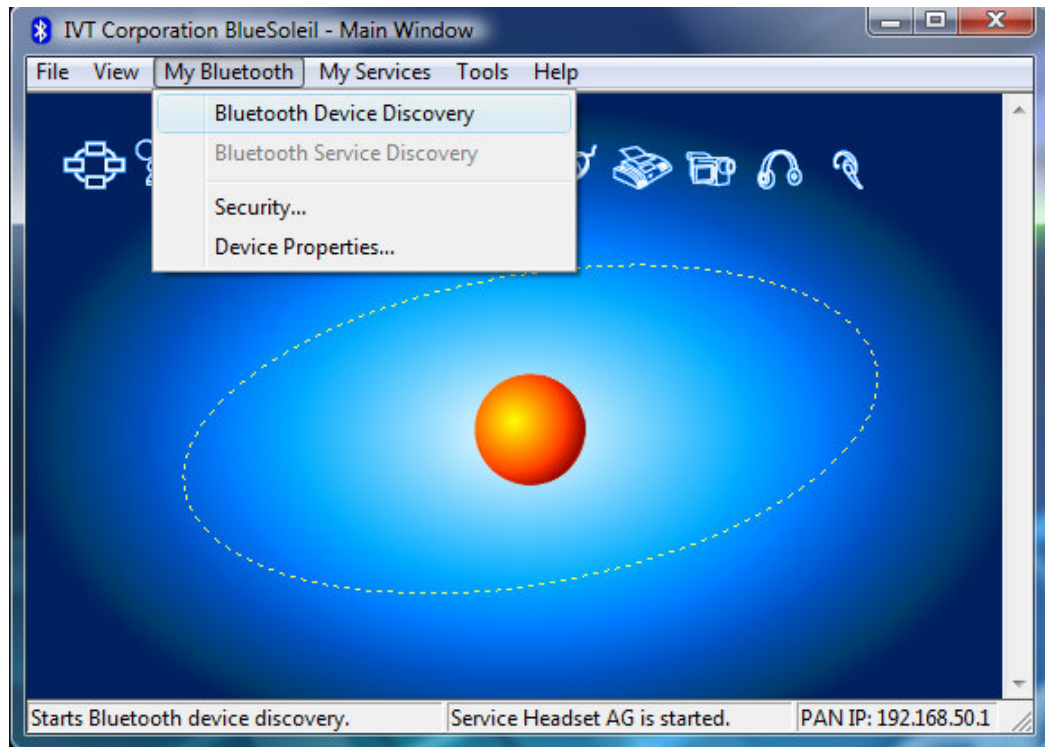 IVT Corporation BlueSoleil - Main Window
File View My Bluetooth My Services Tools Help
Bluetooth Device Discovery
Bluetooth Service Discovery
Security...
Device Properties...
Starts Bluetooth device discovery. Service Headset AG is started. PAN IP: 192.168.50.1